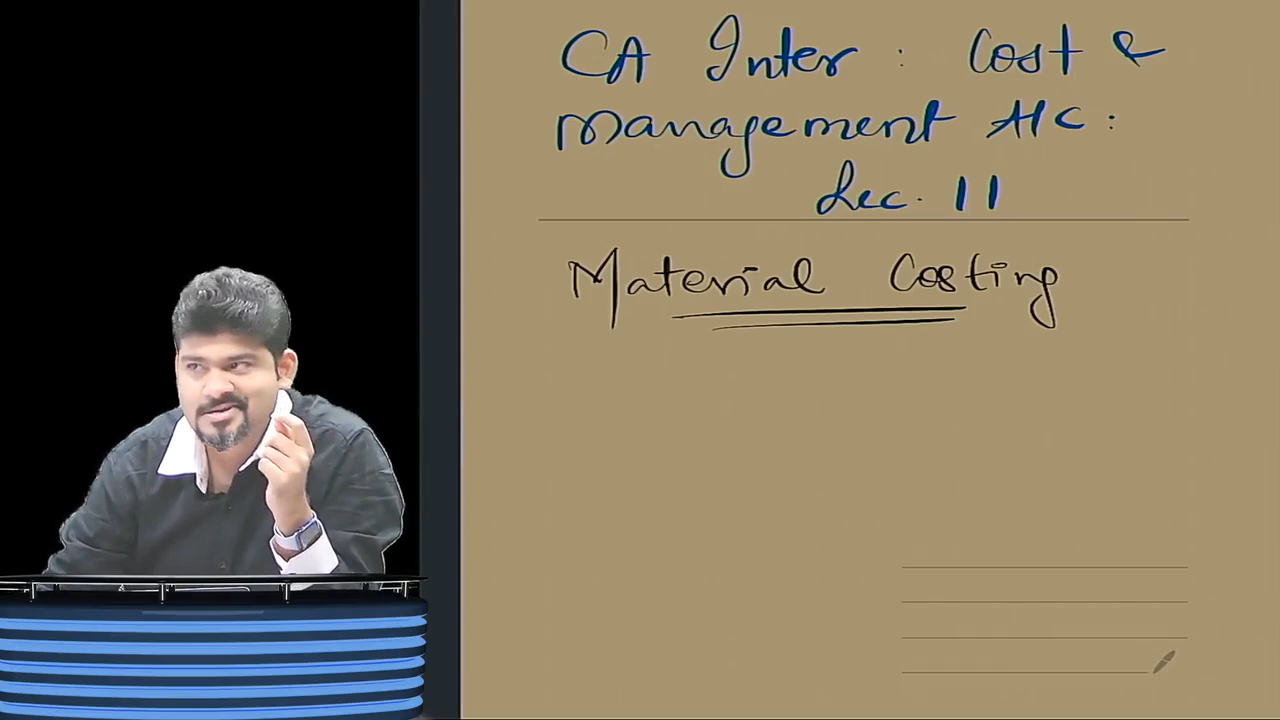 CA Inter : Cost &
Management A/c :
Lec. 11
Material Costing